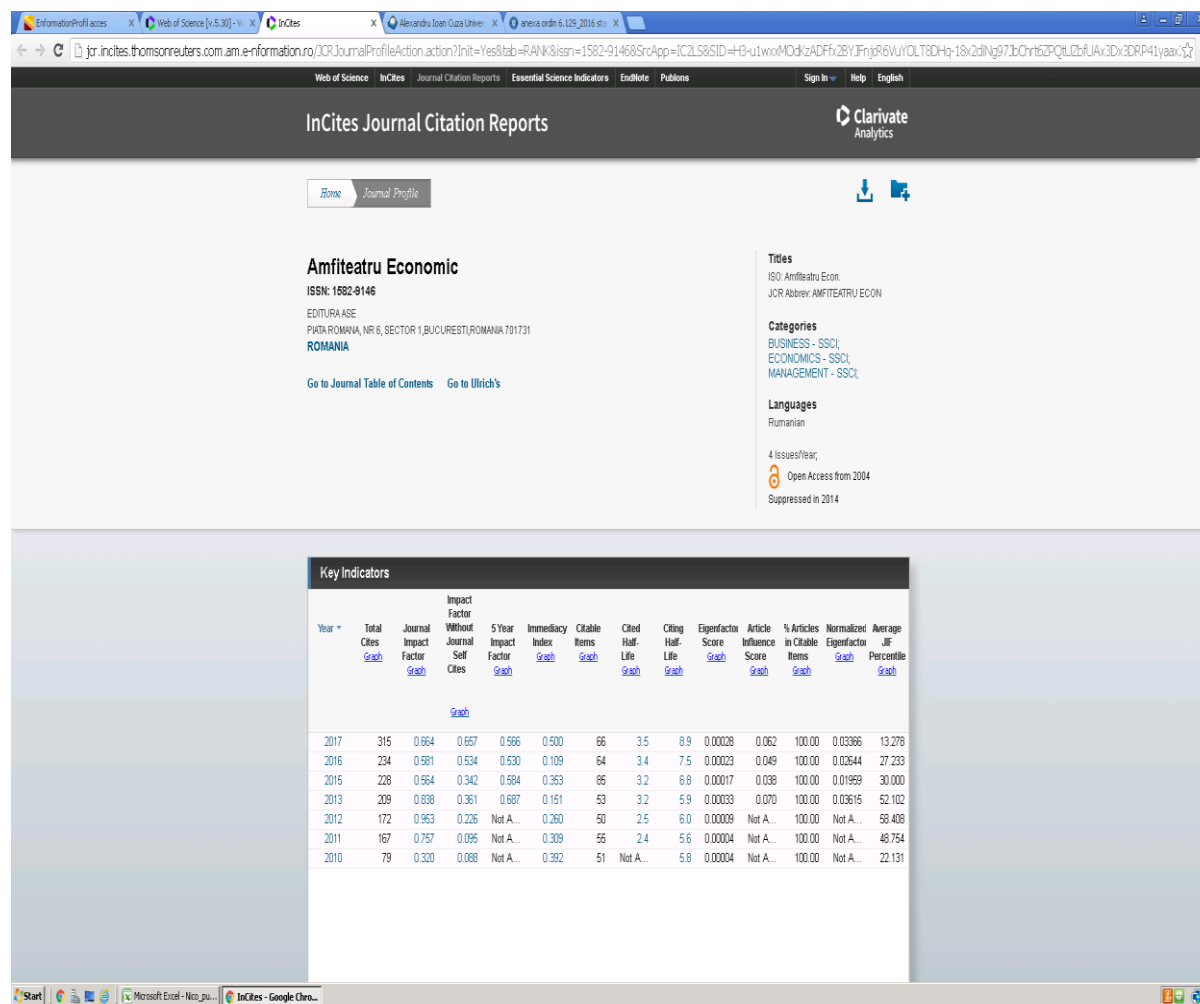 EnformationProfil acces
Web of Science [v.5.30] - W
InCites
Alexandru Ioan Cuza Univer
anexa ordin 6.129_2016 sta
jcr.incites.thomsonreuters.com.am.e-nformation.ro/JCRJournalProfileAction.action?Init=Yes&tab=RANK&issn=1582-9146&SrcApp=IC2LS&SID=
Web of Science InCites Journal Citation Reports Essential Science Indicators EndNote Publons Sign In Help English
InCites Journal Citation Reports
Clarivate
Analytics
Home Journal Profile
Amfiteatru Economic
ISSN: 1582-9146
EDITURA ASE
PIATA ROMANA, NR 6, SECTOR 1,BUCURESTI,ROMANIA 701731
ROMANIA
Go to Journal Table of Contents Go to Ulrich's
Titles
ISO: Amfiteatru Econ.
JCR Abbrev: AMFITEATRU ECON
Categories
BUSINESS - SSCI;
ECONOMICS - SSCI;
MANAGEMENT - SSCI;
Languages
Rumanian
4 Issues/Year;
Open Access from 2004
Suppressed in 2014
Key Indicators
Year Total Cites Graph Journal Impact Factor Graph Impact Factor Without Journal Self Cites Graph 5 Year Impact Factor Graph Immediacy Index Graph Citable Items Graph Cited Half-Life Graph Citing Half-Life Graph Eigenfactor Score Graph Article Influence Score Graph % Articles in Citable Items Graph Normalized Eigenfactor Graph Average JIF Percentile Graph
2017 315 0.664 0.657 0.566 0.500 66 3.5 8.9 0.00028 0.062 100.00 0.03366 13.278
2016 234 0.581 0.534 0.530 0.109 64 3.4 7.5 0.00023 0.049 100.00 0.02644 27.233
2015 228 0.564 0.342 0.584 0.353 85 3.2 6.8 0.00017 0.038 100.00 0.01959 30.000
2013 209 0.838 0.361 0.687 0.151 53 3.2 5.9 0.00033 0.070 100.00 0.03615 52.102
2012 172 0.953 0.226 Not A... 0.260 50 2.5 6.0 0.00009 Not A... 100.00 Not A... 58.408
2011 167 0.757 0.095 Not A... 0.309 55 2.4 5.6 0.00004 Not A... 100.00 Not A... 48.754
2010 79 0.320 0.088 Not A... 0.392 51 Not A... 5.8 0.00004 Not A... 100.00 Not A... 22.131
Start Microsoft Excel - Nico_pu... InCites - Google Chro...